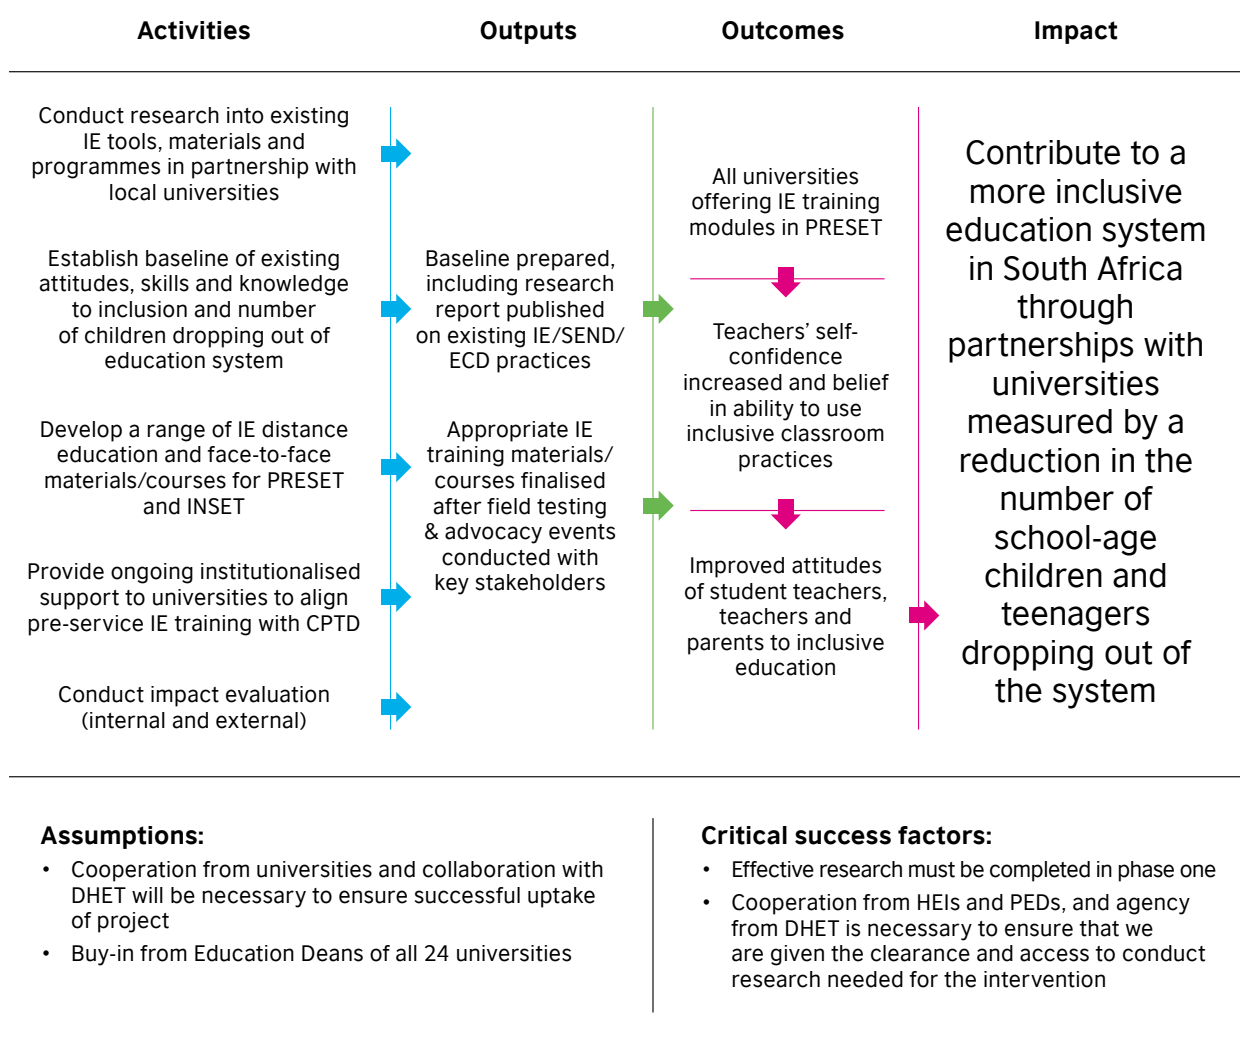 Activities
Outputs
Outcomes
Impact
Conduct research into existing
IE tools, materials and
programmes in partnership with
local universities
Establish baseline of existing
attitudes, skills and knowledge
to inclusion and number
of children dropping out of
education system
Develop a range of IE distance
education and face-to-face
materials/courses for PRESET
and INSET
Provide ongoing institutionalised
support to universities to align
pre-service IE training with CPTD
Conduct impact evaluation
(internal and external)
Baseline prepared,
including research
report published
on existing IE/SEND/
ECD practices
Appropriate IE
training materials/
courses finalised
after field testing
& advocacy events
conducted with
key stakeholders
All universities
offering IE training
modules in PRESET
Teachers’ self-
confidence
increased and belief
in ability to use
inclusive classroom
practices
Improved attitudes
of student teachers,
teachers and
parents to inclusive
education
Contribute to a
more inclusive
education system
in South Africa
through
partnerships with
universities
measured by a
reduction in the
number of
school-age
children and
teenagers
dropping out of
the system
Assumptions:
• Cooperation from universities and collaboration with
DHET will be necessary to ensure successful uptake
of project
• Buy-in from Education Deans of all 24 universities
Critical success factors:
• Effective research must be completed in phase one
• Cooperation from HEIs and PEDs, and agency
from DHET is necessary to ensure that we
are given the clearance and access to conduct
research needed for the intervention